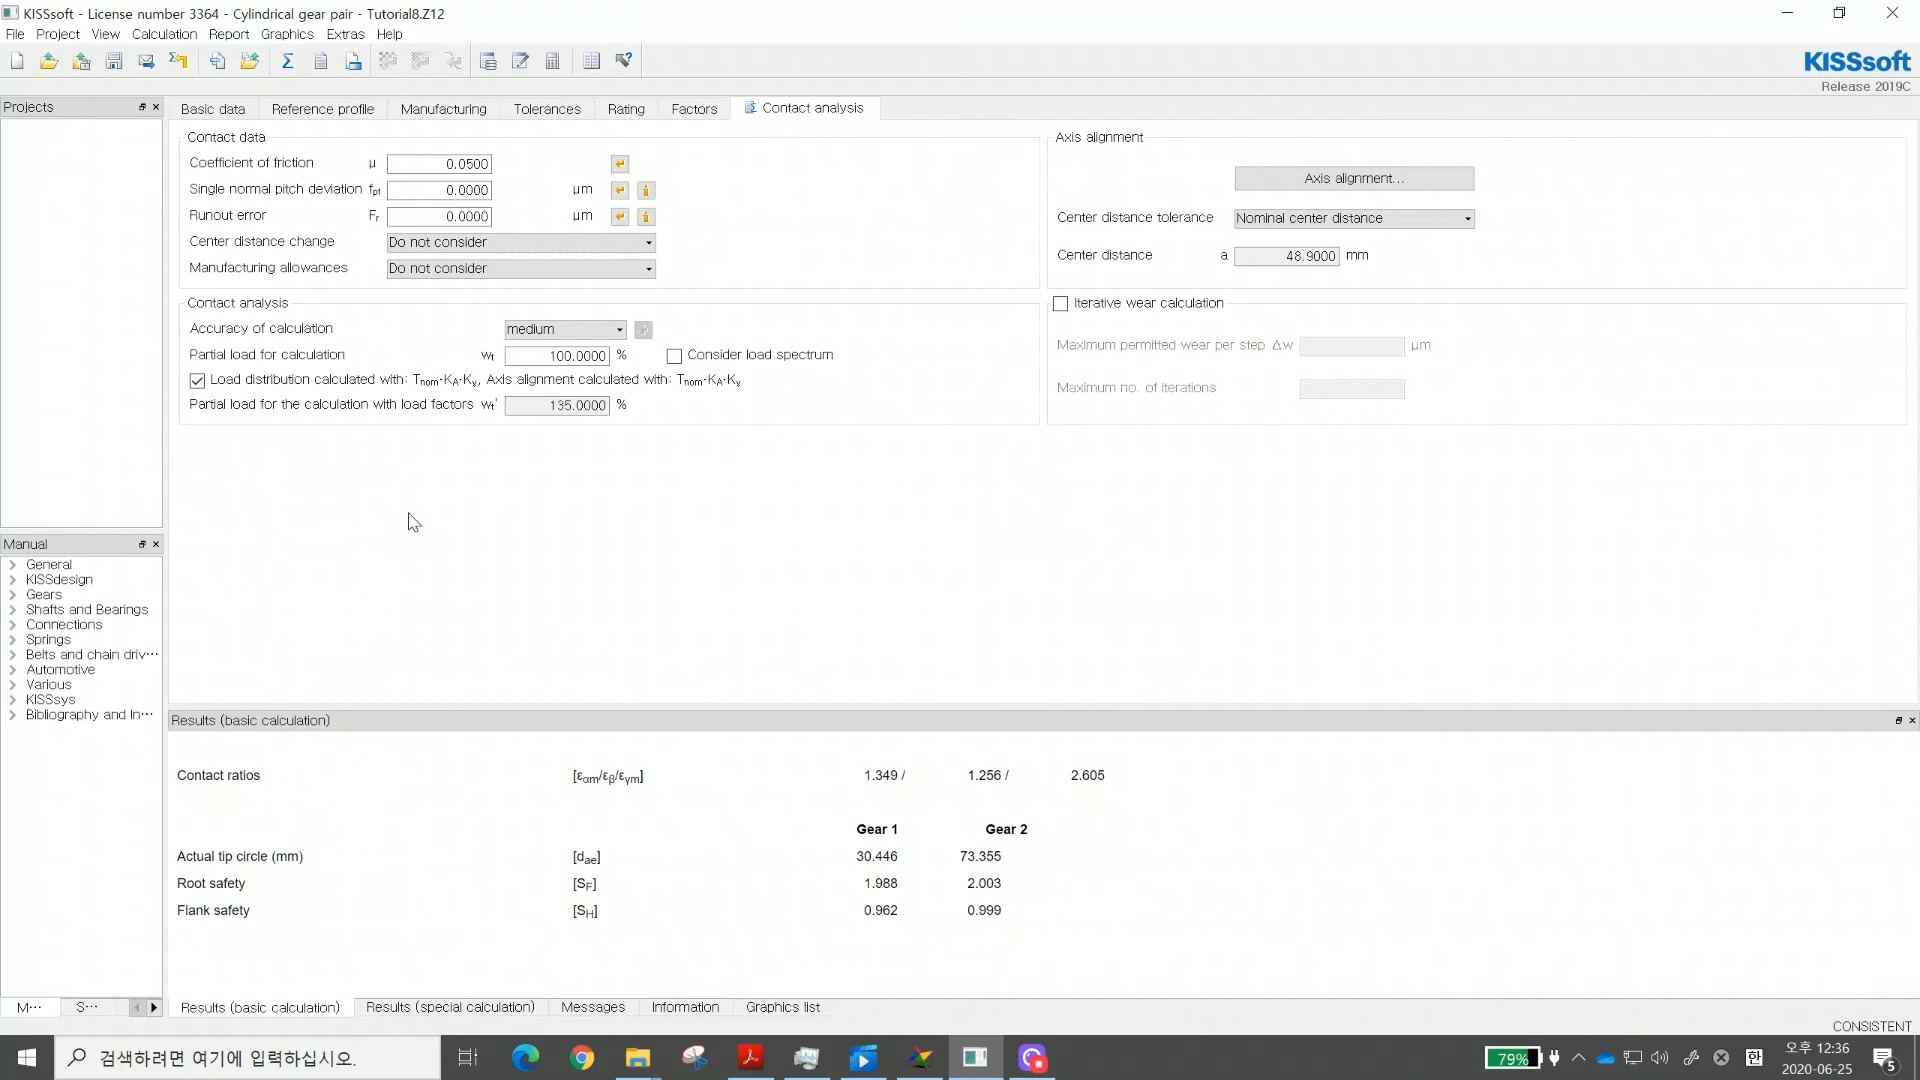 KISSsoft - License number 3364 - Cylindrical gear pair - Tutorial8.Z12
File Project View Calculation Report Graphics Extras Help
KISSsoft
Release 2019C
Projects
Basic data Reference profile Manufacturing Tolerances Rating Factors Contact analysis
Contact data
Coefficient of friction μ 0.0500
Single normal pitch deviation fpt 0.0000 μm
Runout error Fr 0.0000 μm
Center distance change Do not consider
Manufacturing allowances Do not consider
Axis alignment
Axis alignment...
Center distance tolerance Nominal center distance
Center distance a 48.9000 mm
Contact analysis
Accuracy of calculation medium
Partial load for calculation wt 100.0000 % Consider load spectrum
Load distribution calculated with: Tnom·KA·Kγ, Axis alignment calculated with: Tnom·KA·Kγ
Partial load for the calculation with load factors wt' 135.0000 %
Iterative wear calculation
Maximum permitted wear per step Δw μm
Maximum no. of iterations
Manual
General
KISSdesign
Gears
Shafts and Bearings
Connections
Springs
Belts and chain driv⋯
Automotive
Various
KISSsys
Bibliography and In⋯
Results (basic calculation)
Contact ratios [εαm/εβ/εγm] 1.349 / 1.256 / 2.605
Gear 1 Gear 2
Actual tip circle (mm) [dae] 30.446 73.355
Root safety [SF] 1.988 2.003
Flank safety [SH] 0.962 0.999
M⋯ S⋯
Results (basic calculation) Results (special calculation) Messages Information Graphics list
CONSISTENT
검색하려면 여기에 입력하십시오.
79% 한 오후 12:36
2020-06-25
5